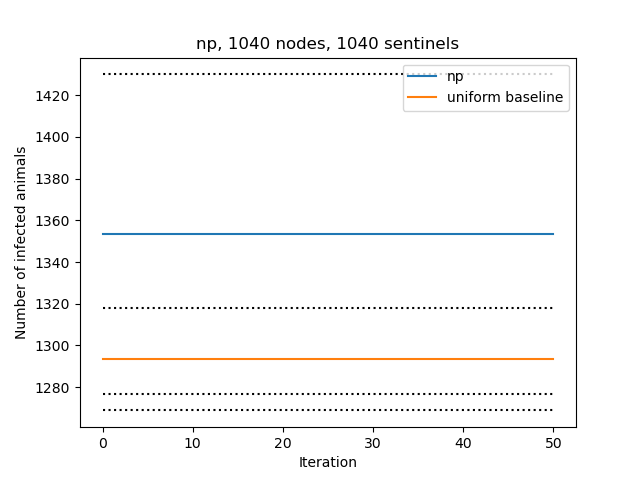 np, 1040 nodes, 1040 sentinels
np
uniform baseline
Number of infected animals
1420
1400
1380
1360
1340
1320
1300
1280
0 10 20 30 40 50
Iteration